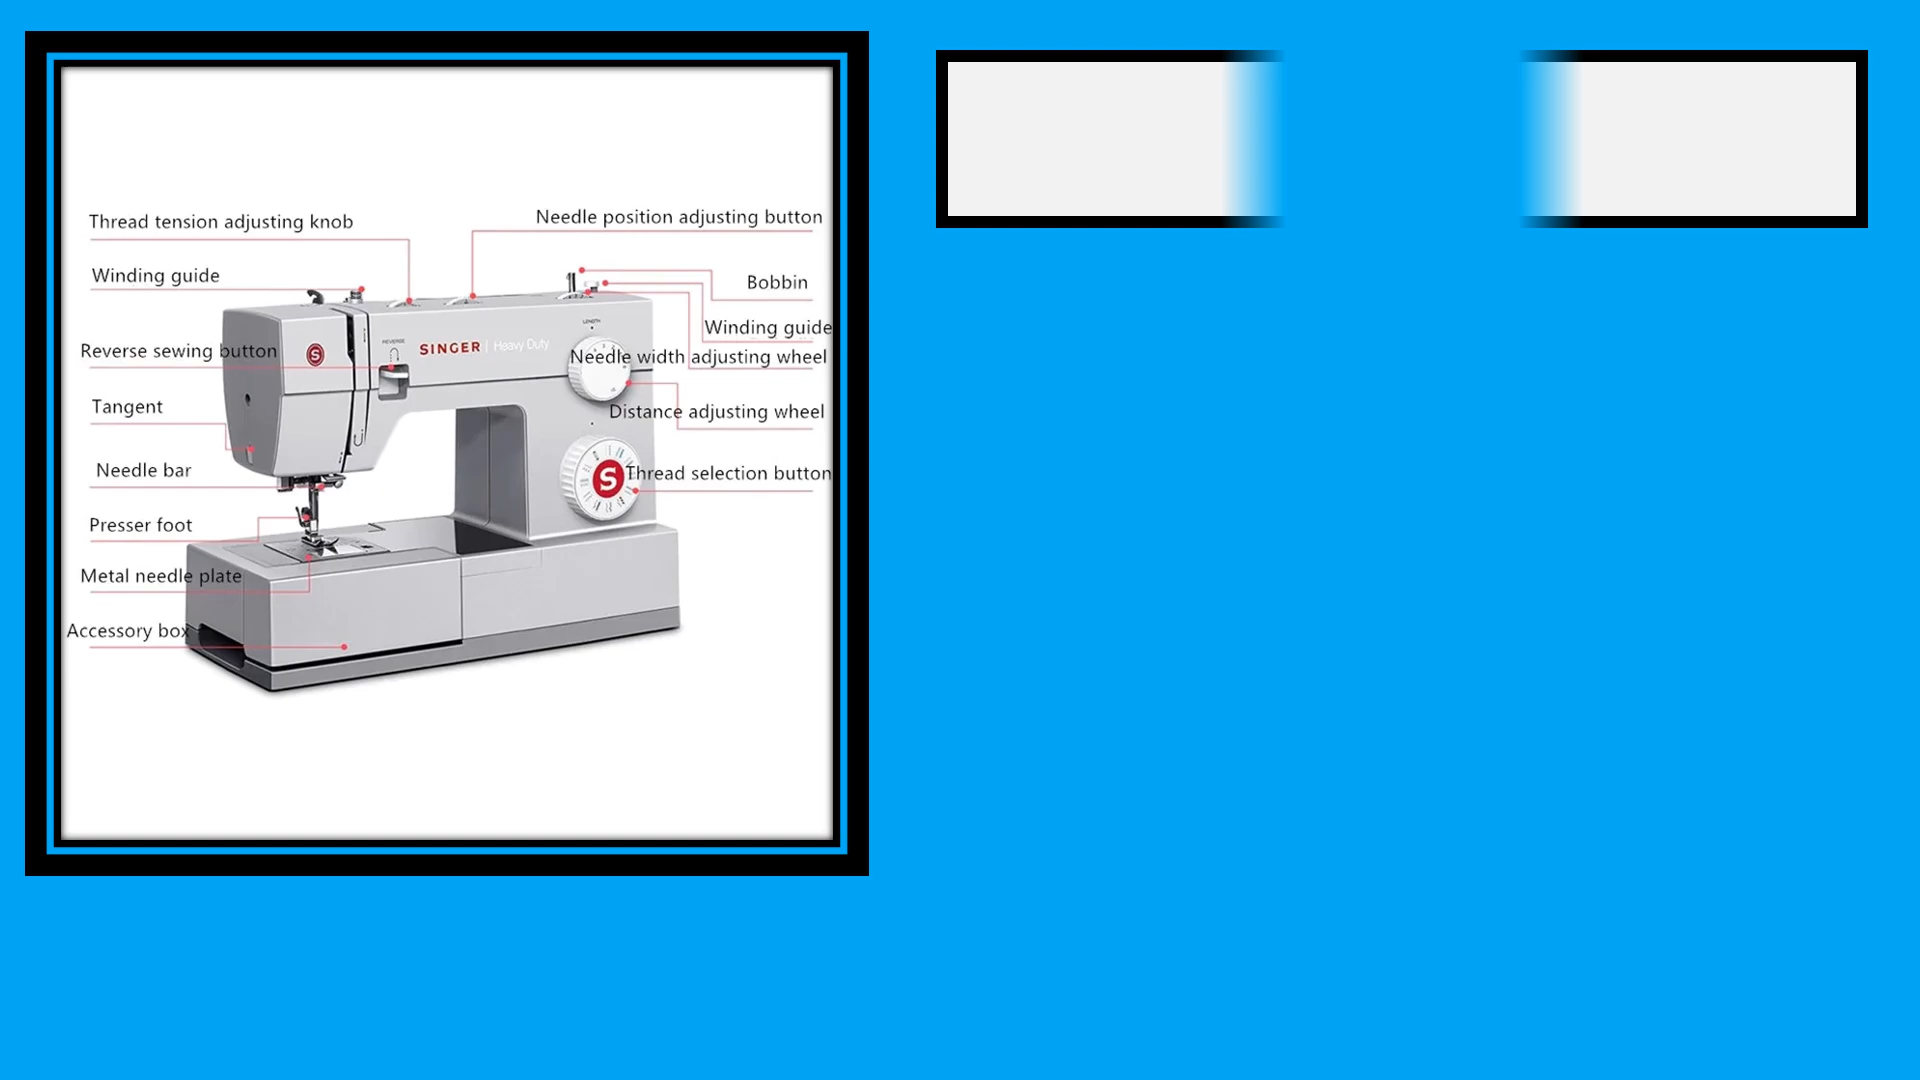 Thread tension adjusting knob
Needle position adjusting button
Winding guide
Bobbin
Winding guide
LENGTH
REVERSE
SINGER | Heavy Duty
Reverse sewing button
S
Needle width adjusting wheel
Tangent
Distance adjusting wheel
Needle bar
Thread selection button
S
Presser foot
Metal needle plate
Accessory box